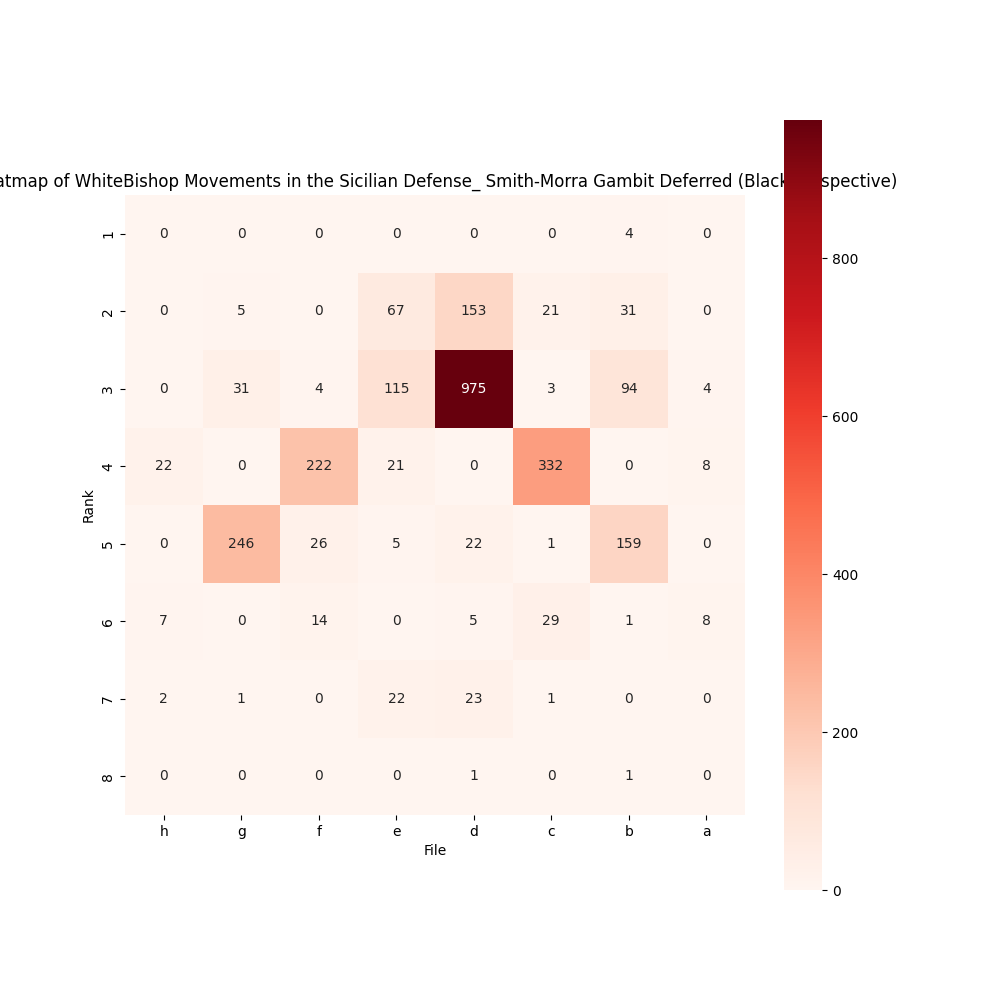 atmap of WhiteBishop Movements in the Sicilian Defense_ Smith-Morra Gambit Deferred (Black spective)
1 0 0 0 0 0 0 4 0
2 0 5 0 67 153 21 31 0
3 0 31 4 115 975 3 94 4
4 22 0 222 21 0 332 0 8
5 0 246 26 5 22 1 159 0
6 7 0 14 0 5 29 1 8
7 2 1 0 22 23 1 0 0
8 0 0 0 0 1 0 1 0
h g f e d c b a
File
Rank
800
600
400
200
0